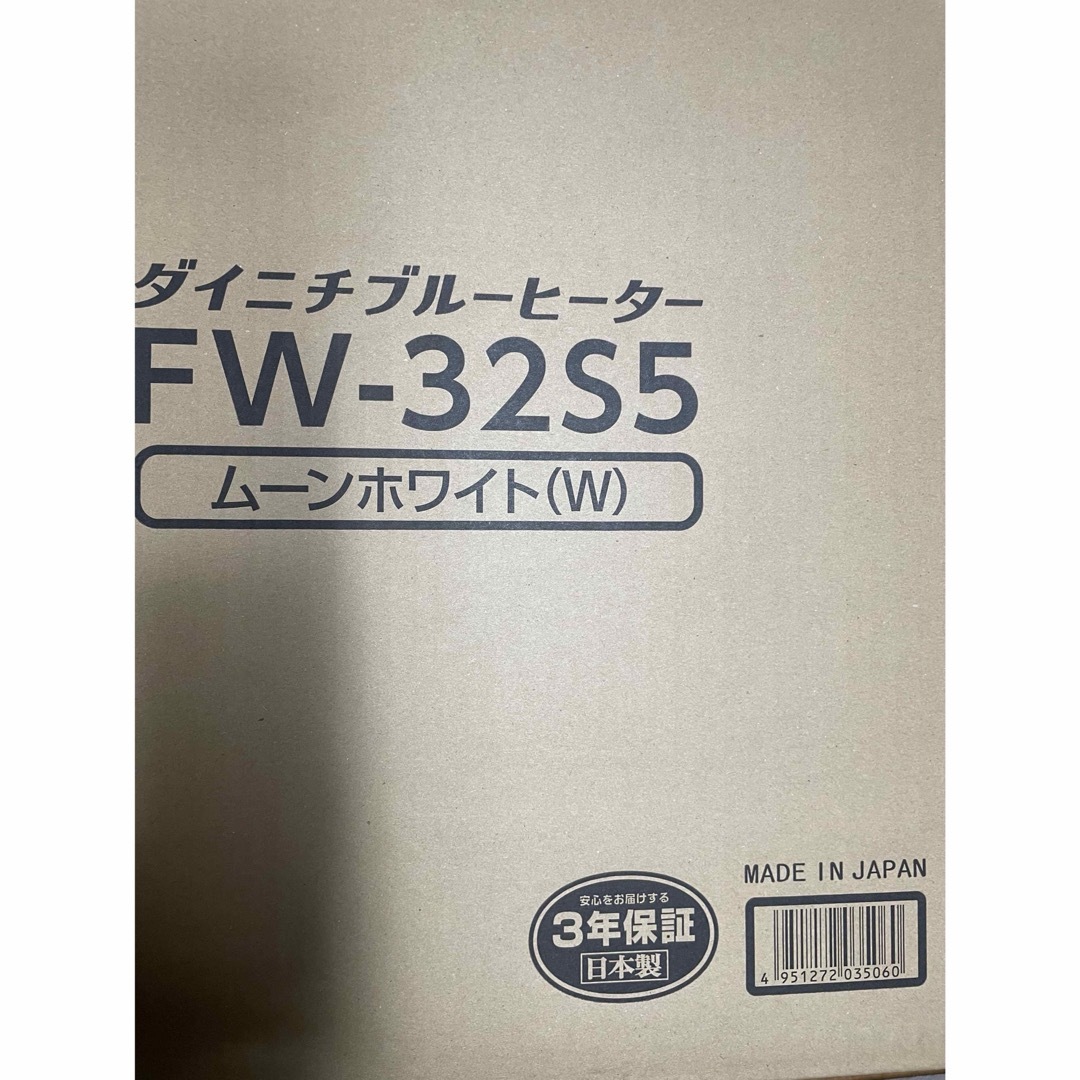 ダイニチブルーヒーター
FW-32S5
ムーンホワイト(W)
MADE IN JAPAN
安心をお届けする
3年保証
日本製
4 951272 035060